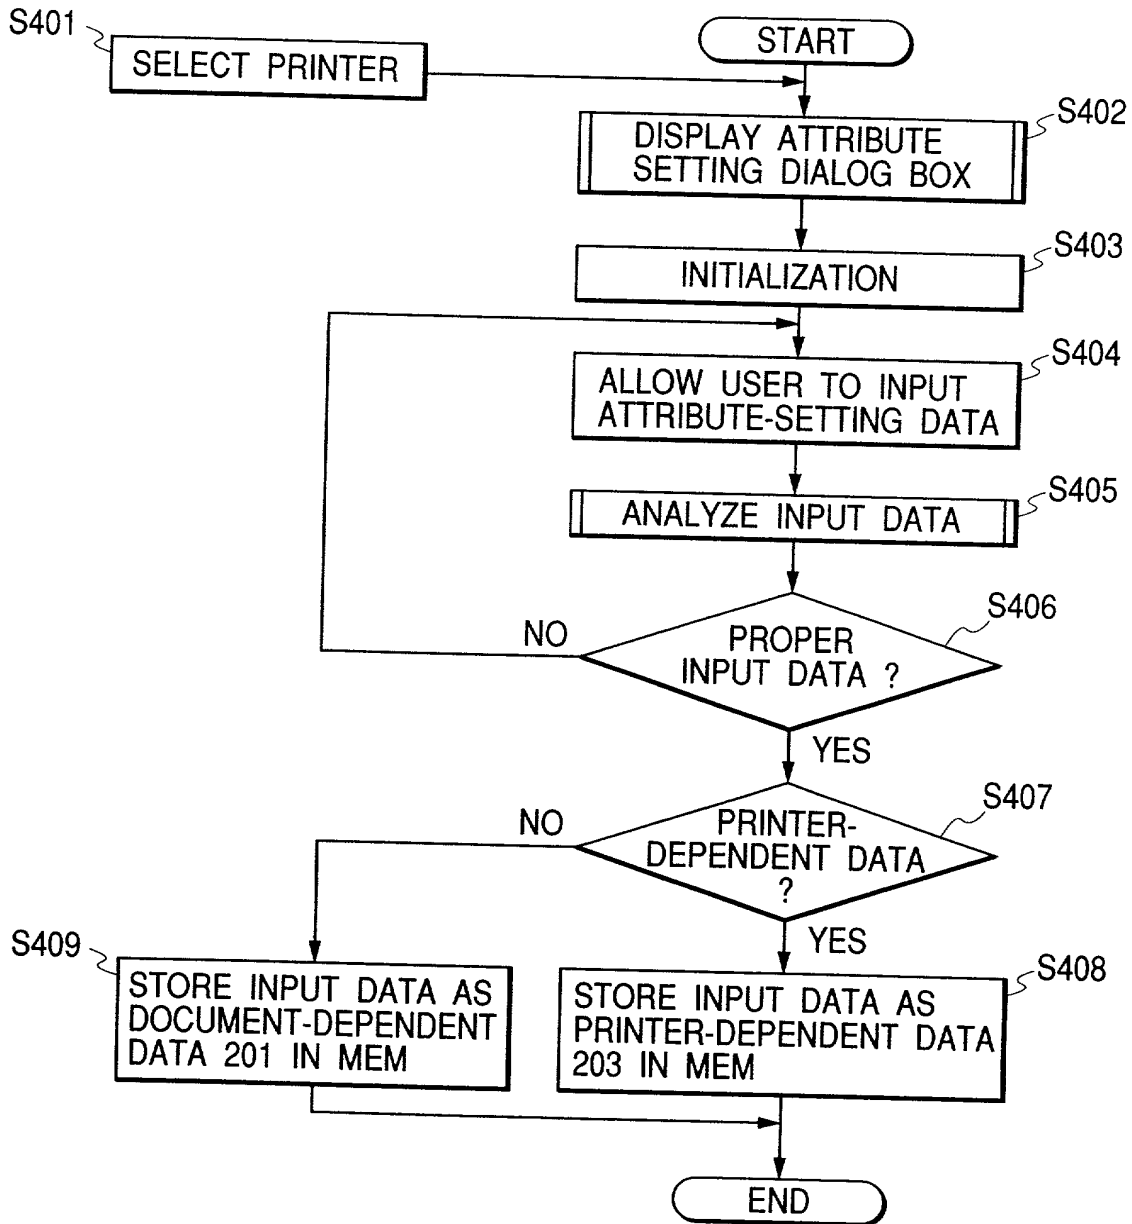 S401
SELECT PRINTER
START
S402
DISPLAY ATTRIBUTE
SETTING DIALOG BOX
S403
INITIALIZATION
S404
ALLOW USER TO INPUT
ATTRIBUTE-SETTING DATA
S405
ANALYZE INPUT DATA
S406
NO
PROPER
INPUT DATA ?
YES
S407
NO
PRINTER-
DEPENDENT DATA
?
YES
S409
STORE INPUT DATA AS
DOCUMENT-DEPENDENT
DATA 201 IN MEM
S408
STORE INPUT DATA AS
PRINTER-DEPENDENT DATA
203 IN MEM
END